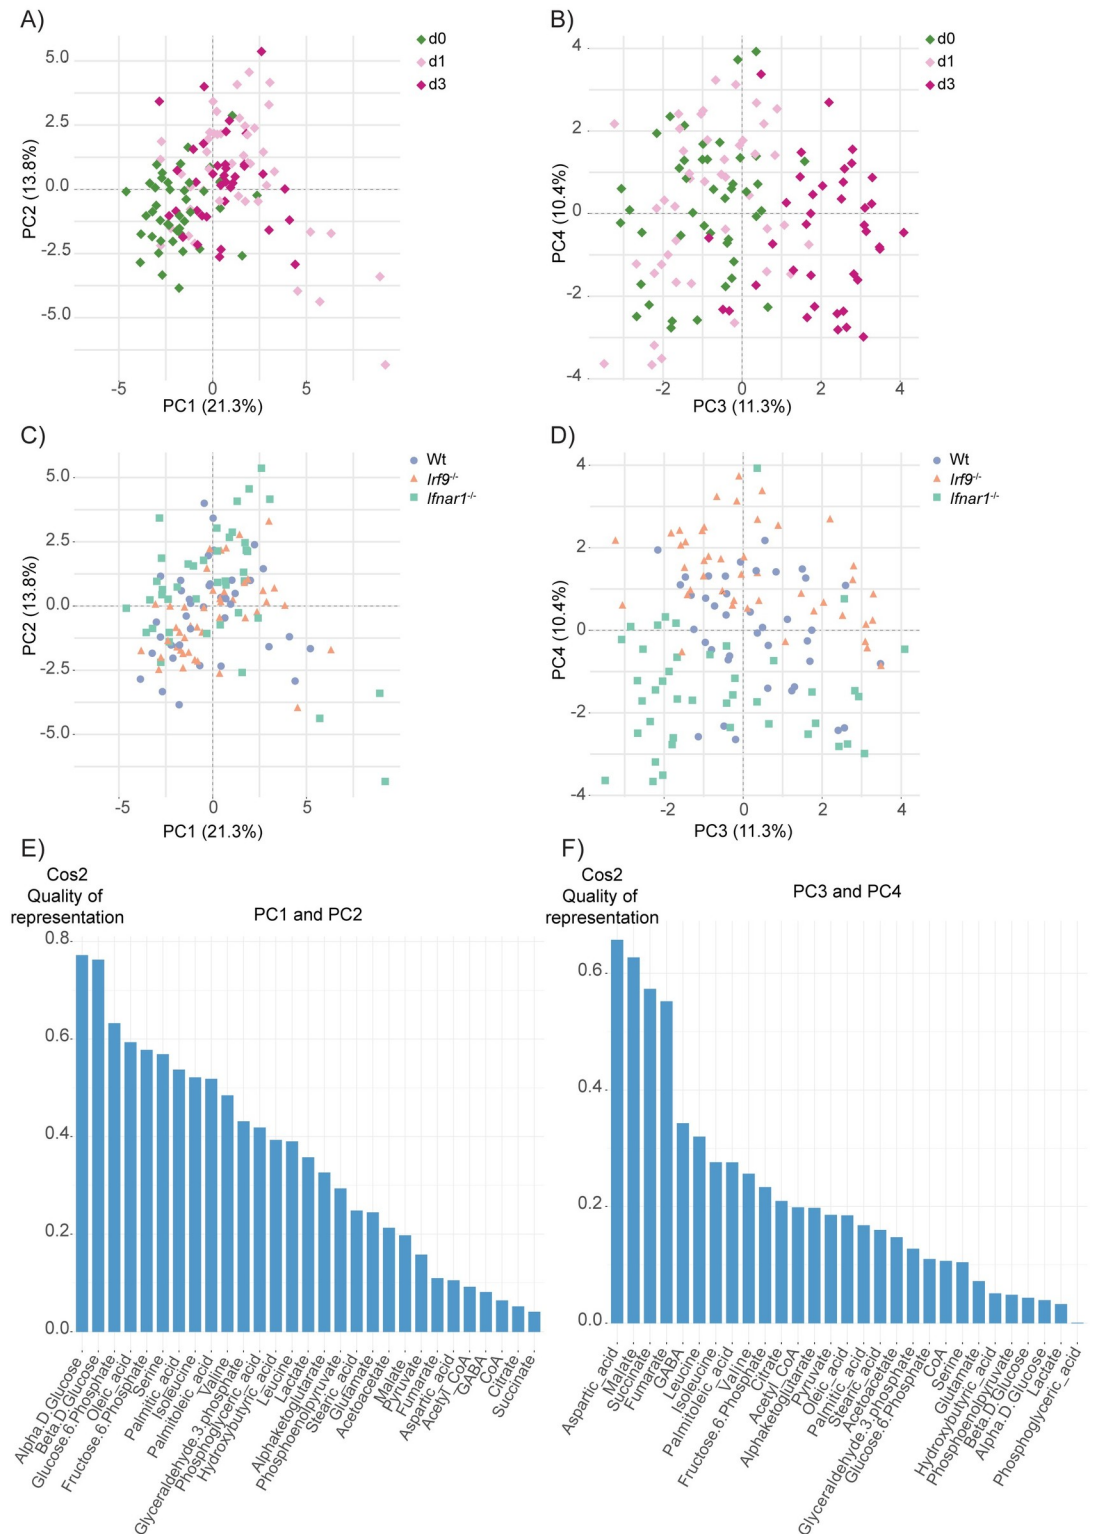 A)
d0
d1
d3
5.0
2.5
0.0
-2.5
-5.0
PC2 (13.8%)
-5
0
5
PC1 (21.3%)
B)
d0
d1
d3
4
2
0
-2
-4
PC4 (10.4%)
-2
0
2
4
PC3 (11.3%)
C)
Wt
Irf9-/-
Ifnar1-/-
5.0
2.5
0.0
-2.5
-5.0
PC2 (13.8%)
-5
0
5
PC1 (21.3%)
D)
Wt
Irf9-/-
Ifnar1-/-
4
2
0
-2
-4
PC4 (10.4%)
-2
0
2
4
PC3 (11.3%)
E)
Cos2
Quality of
representation
PC1 and PC2
0.8
0.6
0.4
0.2
0.0
Alpha.D.Glucose
Beta.D.Glucose
Glucose.6.Phosphate
Oleic_acid
Fructose.6.Phosphate
Serine
Palmitic_acid
Isoleucine
Palmitoleic_acid
Valine
Glyceraldehyde.3.phosphate
Phosphoglyceric_acid
Hydroxybutyric_acid
Leucine
Lactate
Alphaketoglutarate
Phosphoenolpyruvate
Stearic_acid
Glutamate
Acetoacetate
Malate
Pyruvate
Fumarate
Aspartic_acid
Acetyl_CoA
GABA
CoA
Citrate
Succinate
F)
Cos2
Quality of
representation
PC3 and PC4
0.6
0.4
0.2
0.0
Aspartic_acid
Malate
Succinate
Fumarate
GABA
Leucine
Isoleucine
Palmitoleic_acid
Valine
Fructose.6.Phosphate
Citrate
Acetyl_CoA
Alphaketoglutarate
Pyruvate
Oleic_acid
Palmitic_acid
Stearic_acid
Acetoacetate
Glyceraldehyde.3.phosphate
Glucose.6.Phosphate
CoA
Serine
Glutamate
Hydroxybutyric_acid
Phosphoenolpyruvate
Beta.D.Glucose
Alpha.D.Glucose
Lactate
Phosphoglyceric_acid